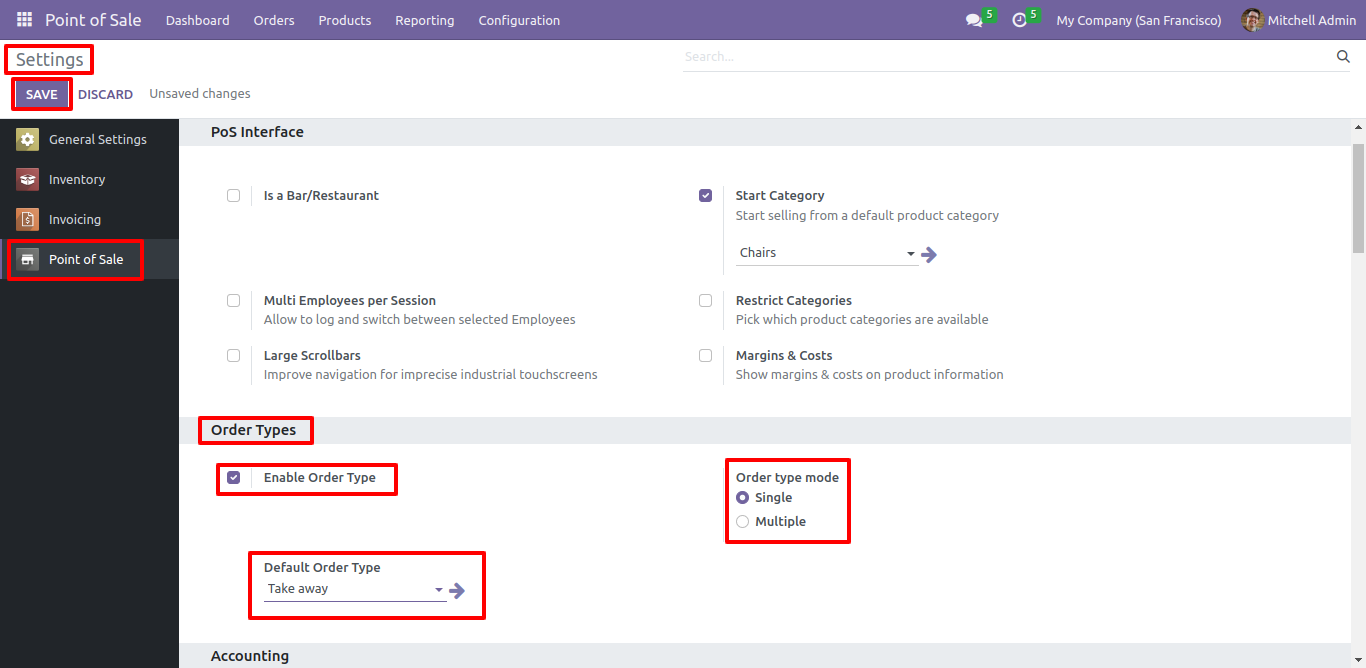 Point of Sale Dashboard Orders Products Reporting Configuration 5 5 My Company (San Francisco) Mitchell Admin
Settings
Search...
SAVE DISCARD Unsaved changes
General Settings
Inventory
Invoicing
Point of Sale
PoS Interface
Is a Bar/Restaurant
Start Category
Start selling from a default product category
Chairs
Multi Employees per Session
Allow to log and switch between selected Employees
Restrict Categories
Pick which product categories are available
Large Scrollbars
Improve navigation for imprecise industrial touchscreens
Margins & Costs
Show margins & costs on product information
Order Types
Enable Order Type
Order type mode
Single
Multiple
Default Order Type
Take away
Accounting